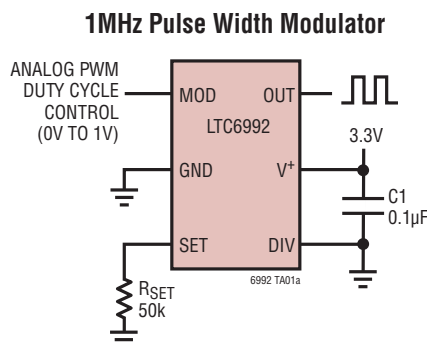 1MHz Pulse Width Modulator
ANALOG PWM
DUTY CYCLE
CONTROL
(0V TO 1V)
MOD
OUT
LTC6992
3.3V
GND
V+
C1
0.1µF
SET
DIV
6992 TA01a
RSET
50k